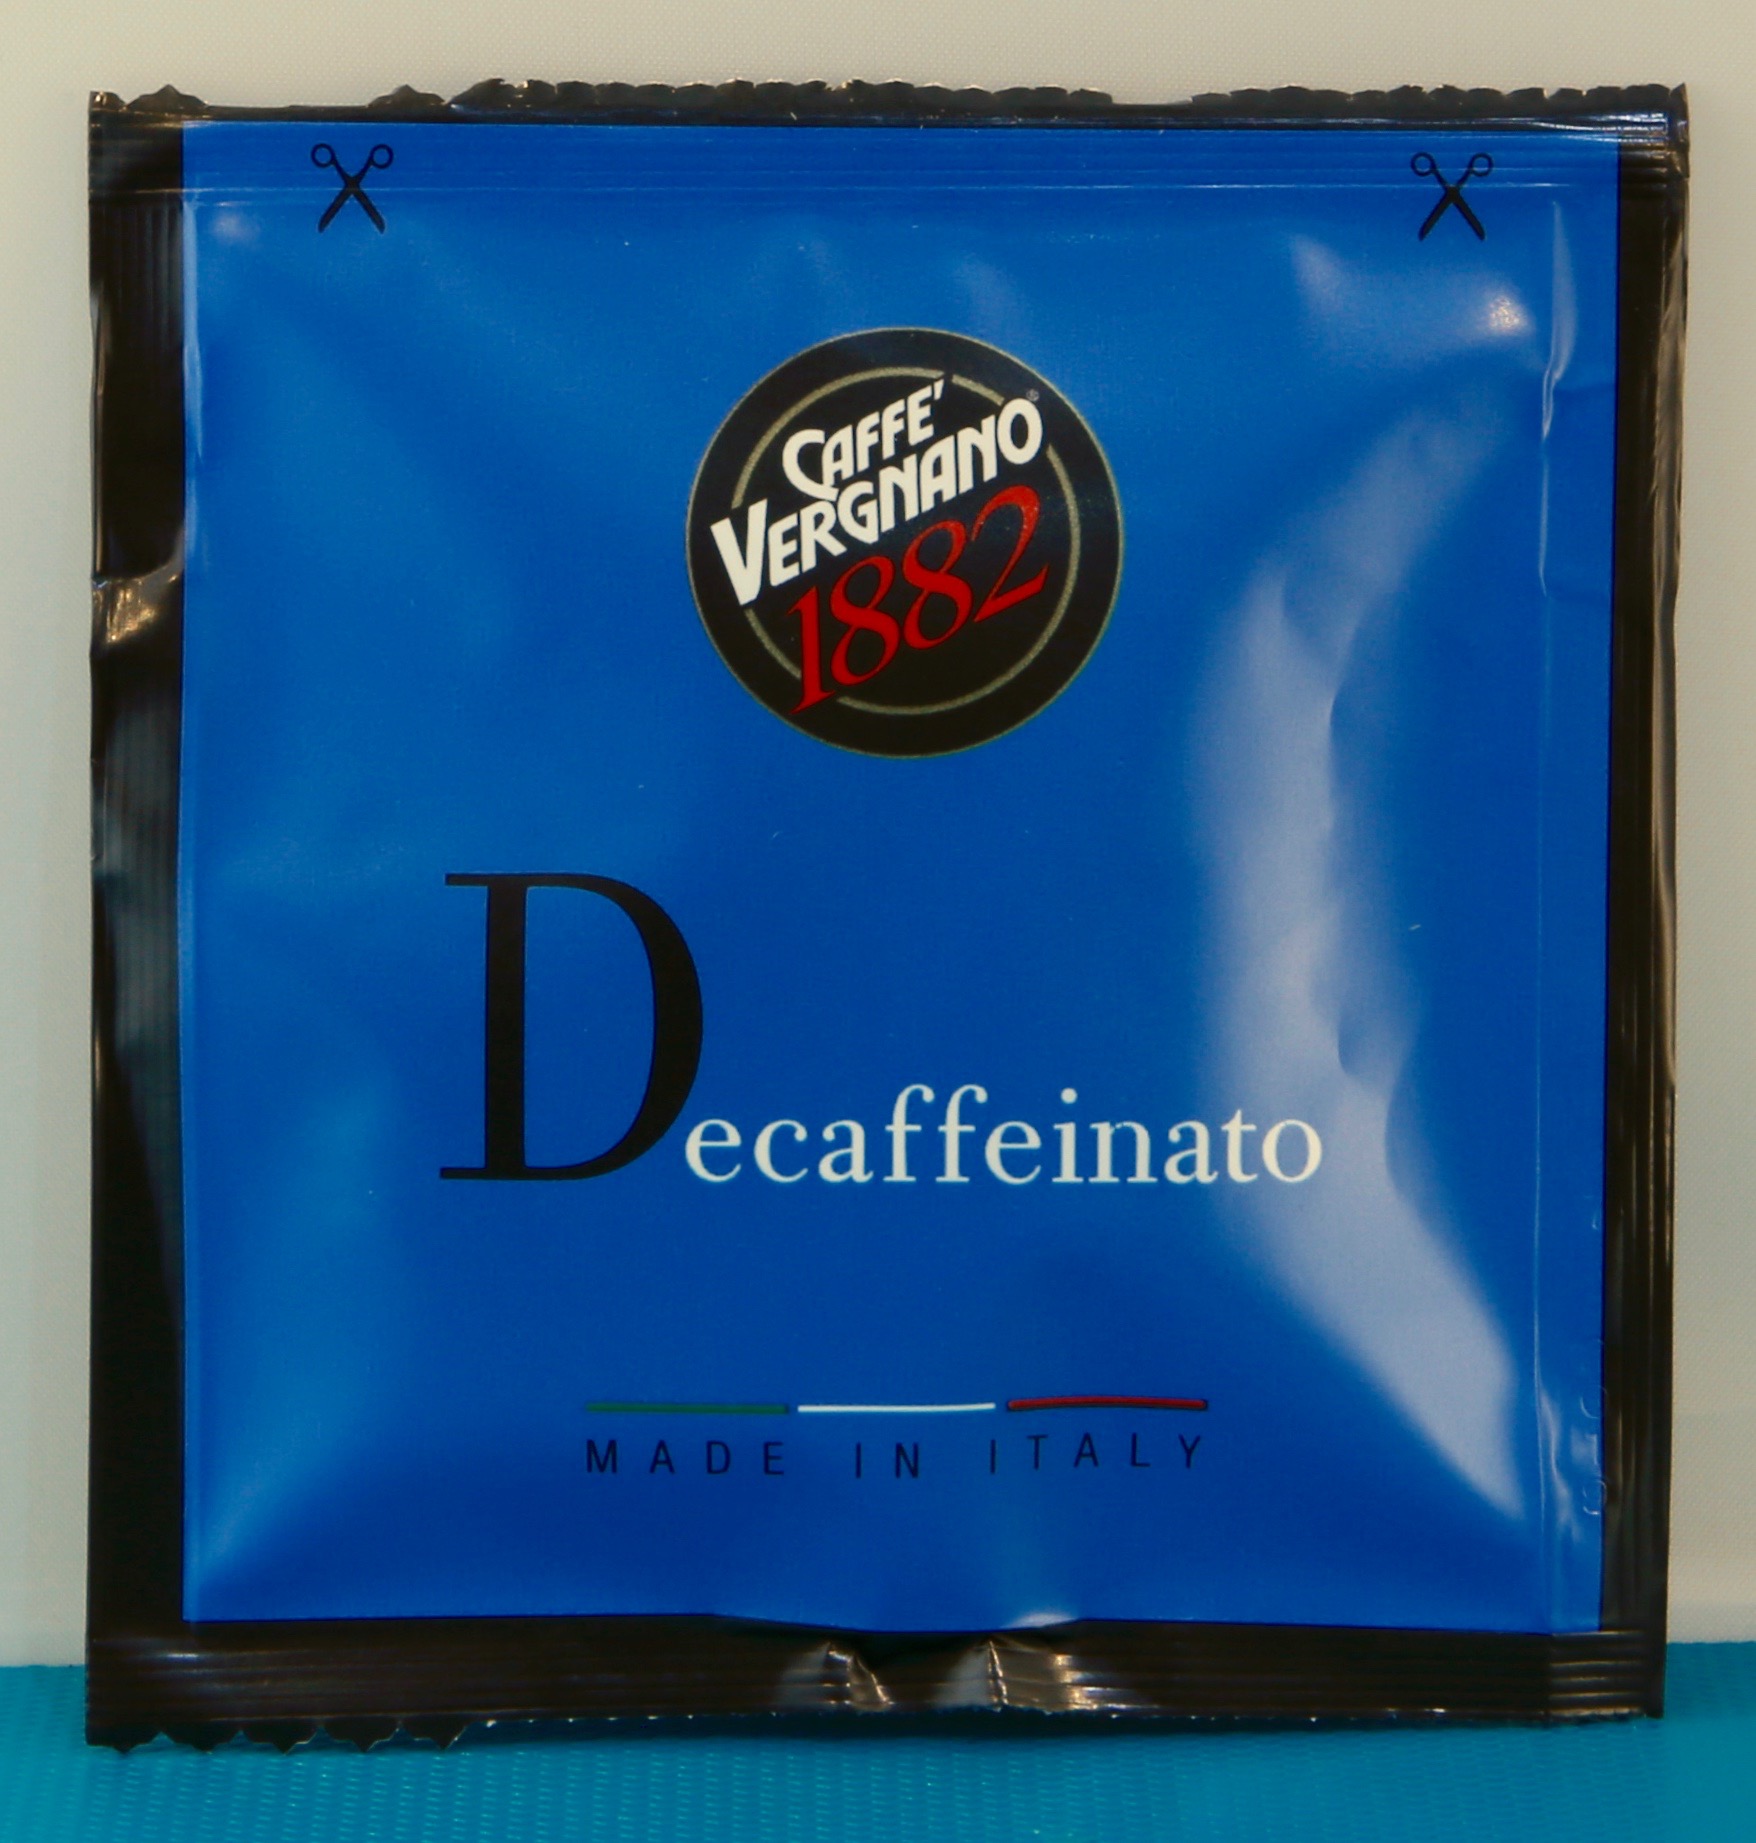 CAFFE'
VERGNANO®
1882
Decaffeinato
MADE IN ITALY